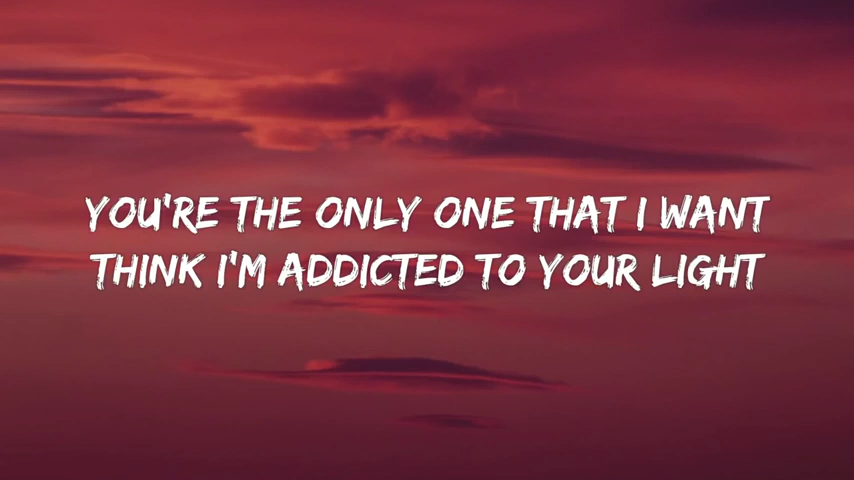 YOU'RE THE ONLY ONE THAT I WANT
THINK I'M ADDICTED TO YOUR LIGHT